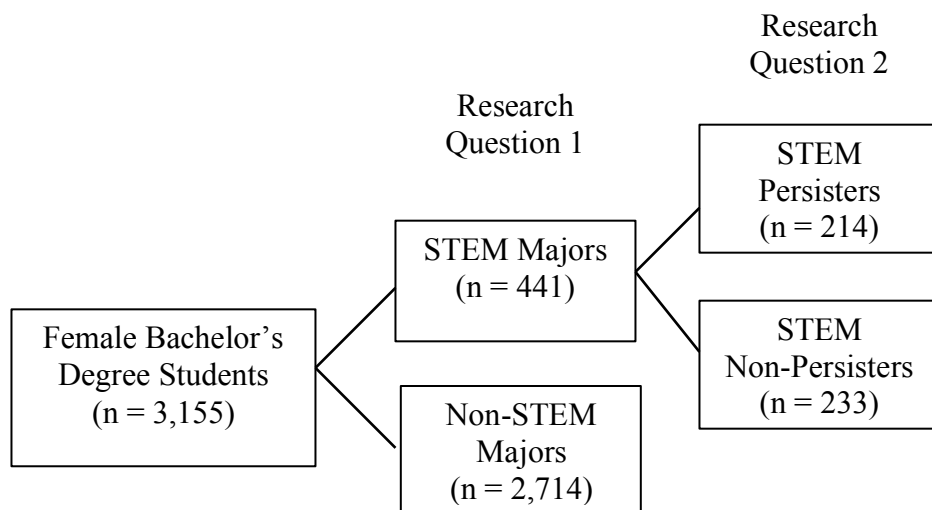 Research
Question 2
Research
Question 1
STEM
Persisters
(n = 214)
STEM Majors
(n = 441)
STEM
Non-Persisters
(n = 233)
Female Bachelor’s
Degree Students
(n = 3,155)
Non-STEM
Majors
(n = 2,714)